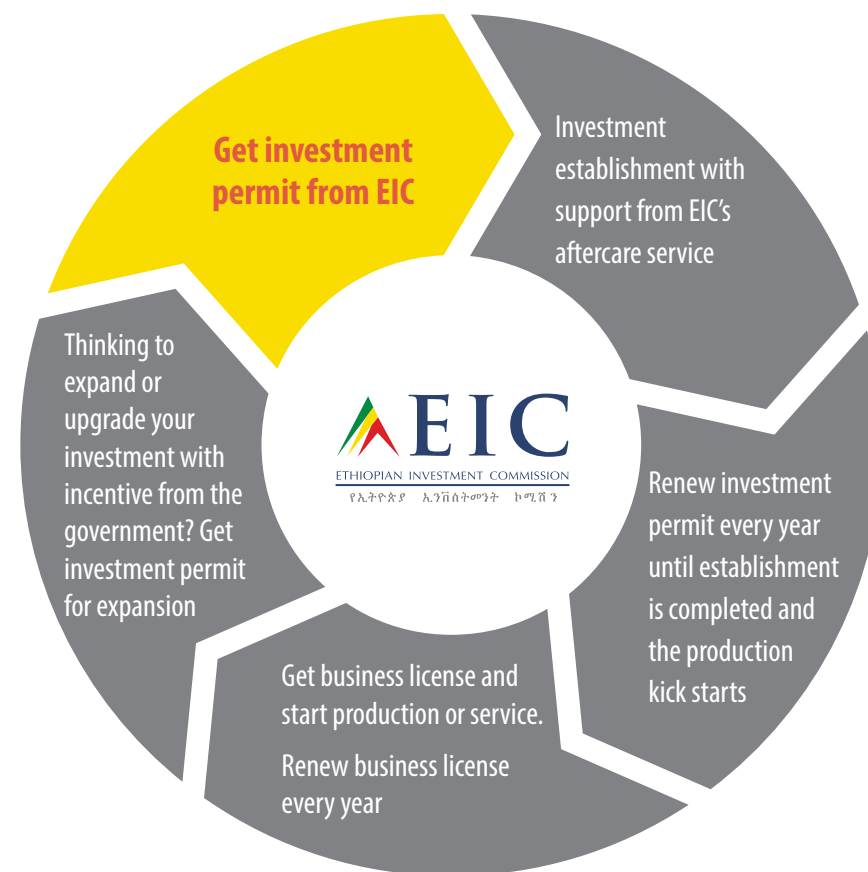 Get investment
permit from EIC
Investment
establishment with
support from EIC's
aftercare service
Renew investment
permit every year
until establishment
is completed and
the production
kick starts
Get business license and
start production or service.
Renew business license
every year
Thinking to
expand or
upgrade your
investment with
incentive from the
government? Get
investment permit
for expansion
EIC
ETHIOPIAN INVESTMENT COMMISSION
የኢትዮጵያ ኢንቨስትመንት ኮሚሽን